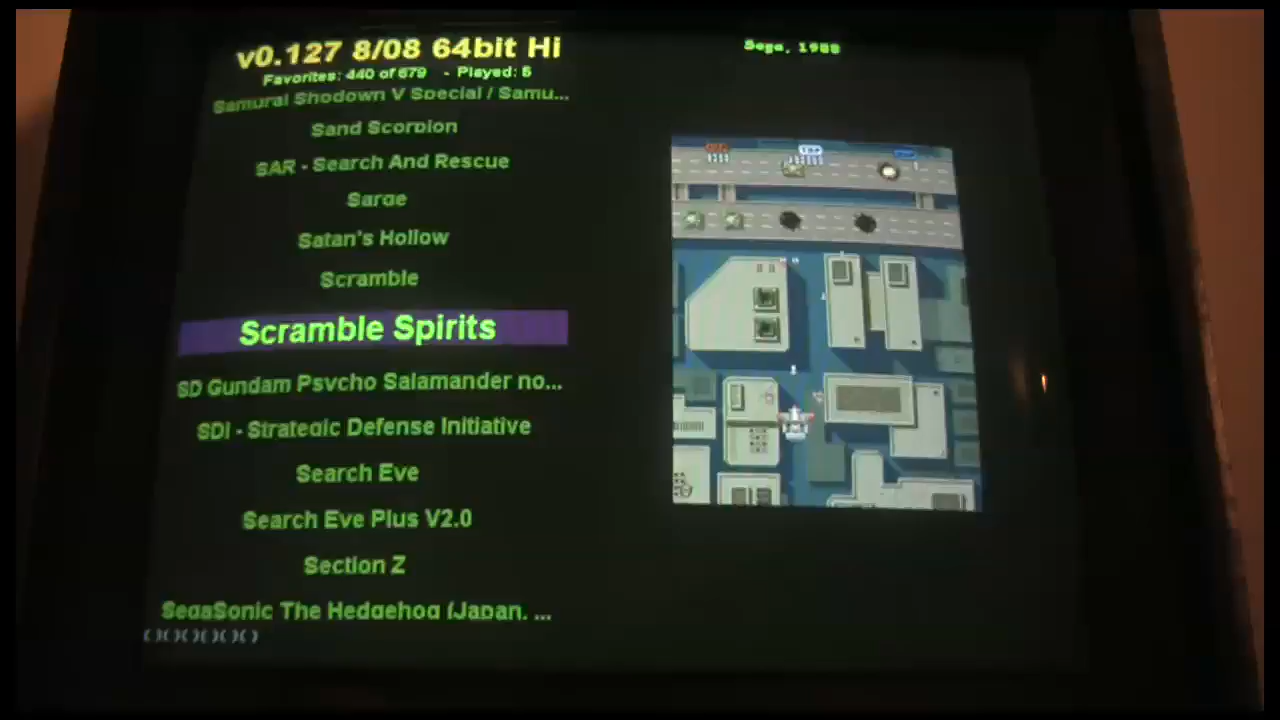 v0.127 8/08 64bit Hi
Favorites: 440 of 679 - Played: 6
Samurai Shodown V Special / Samu...
Sand Scorpion
SAR - Search And Rescue
Sarge
Satan's Hollow
Scramble
Scramble Spirits
SD Gundam Psycho Salamander no...
SDI - Strategic Defense Initiative
Search Eve
Search Eve Plus V2.0
Section Z
SegaSonic The Hedgehog (Japan, ...
Sega, 1988